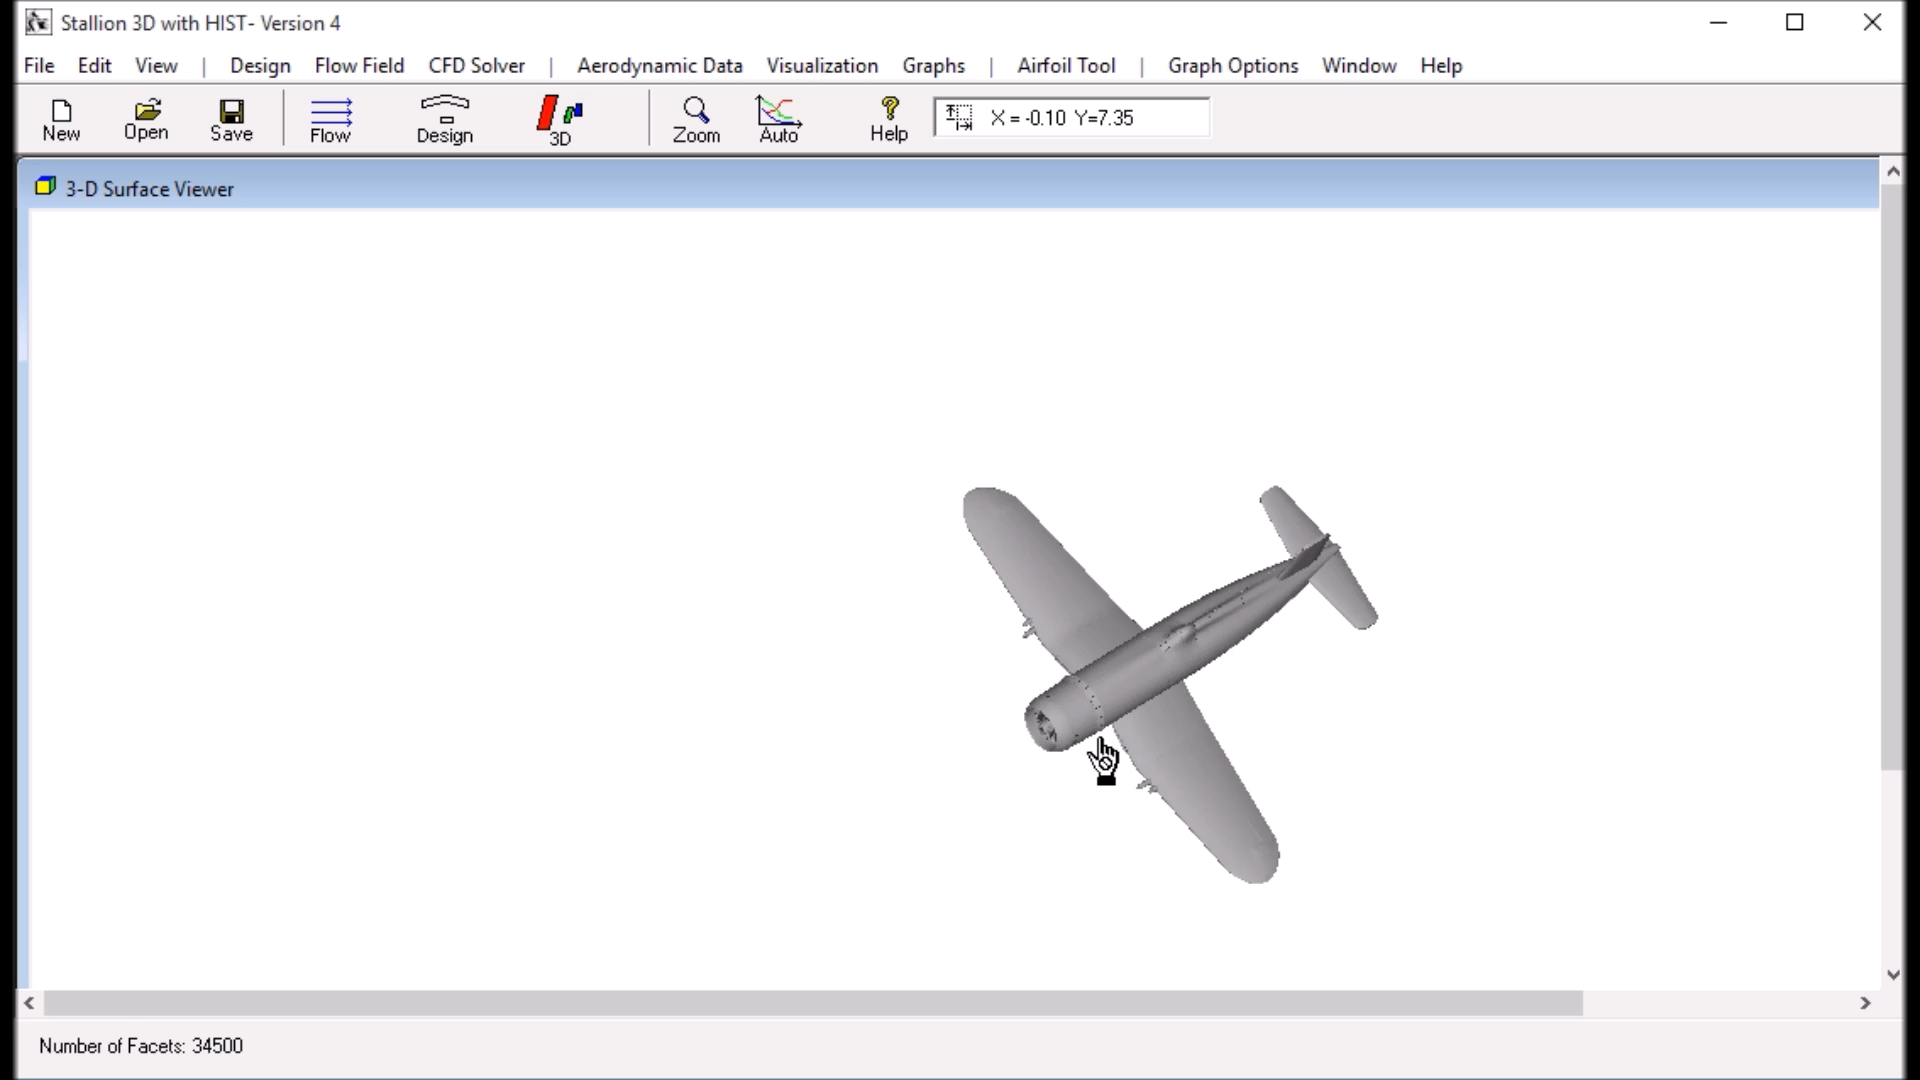 Stallion 3D with HIST- Version 4
File Edit View | Design Flow Field CFD Solver | Aerodynamic Data Visualization Graphs | Airfoil Tool | Graph Options Window Help
New Open Save Flow Design 3D Zoom Auto Help X = -0.10 Y=7.35
3-D Surface Viewer
Number of Facets: 34500